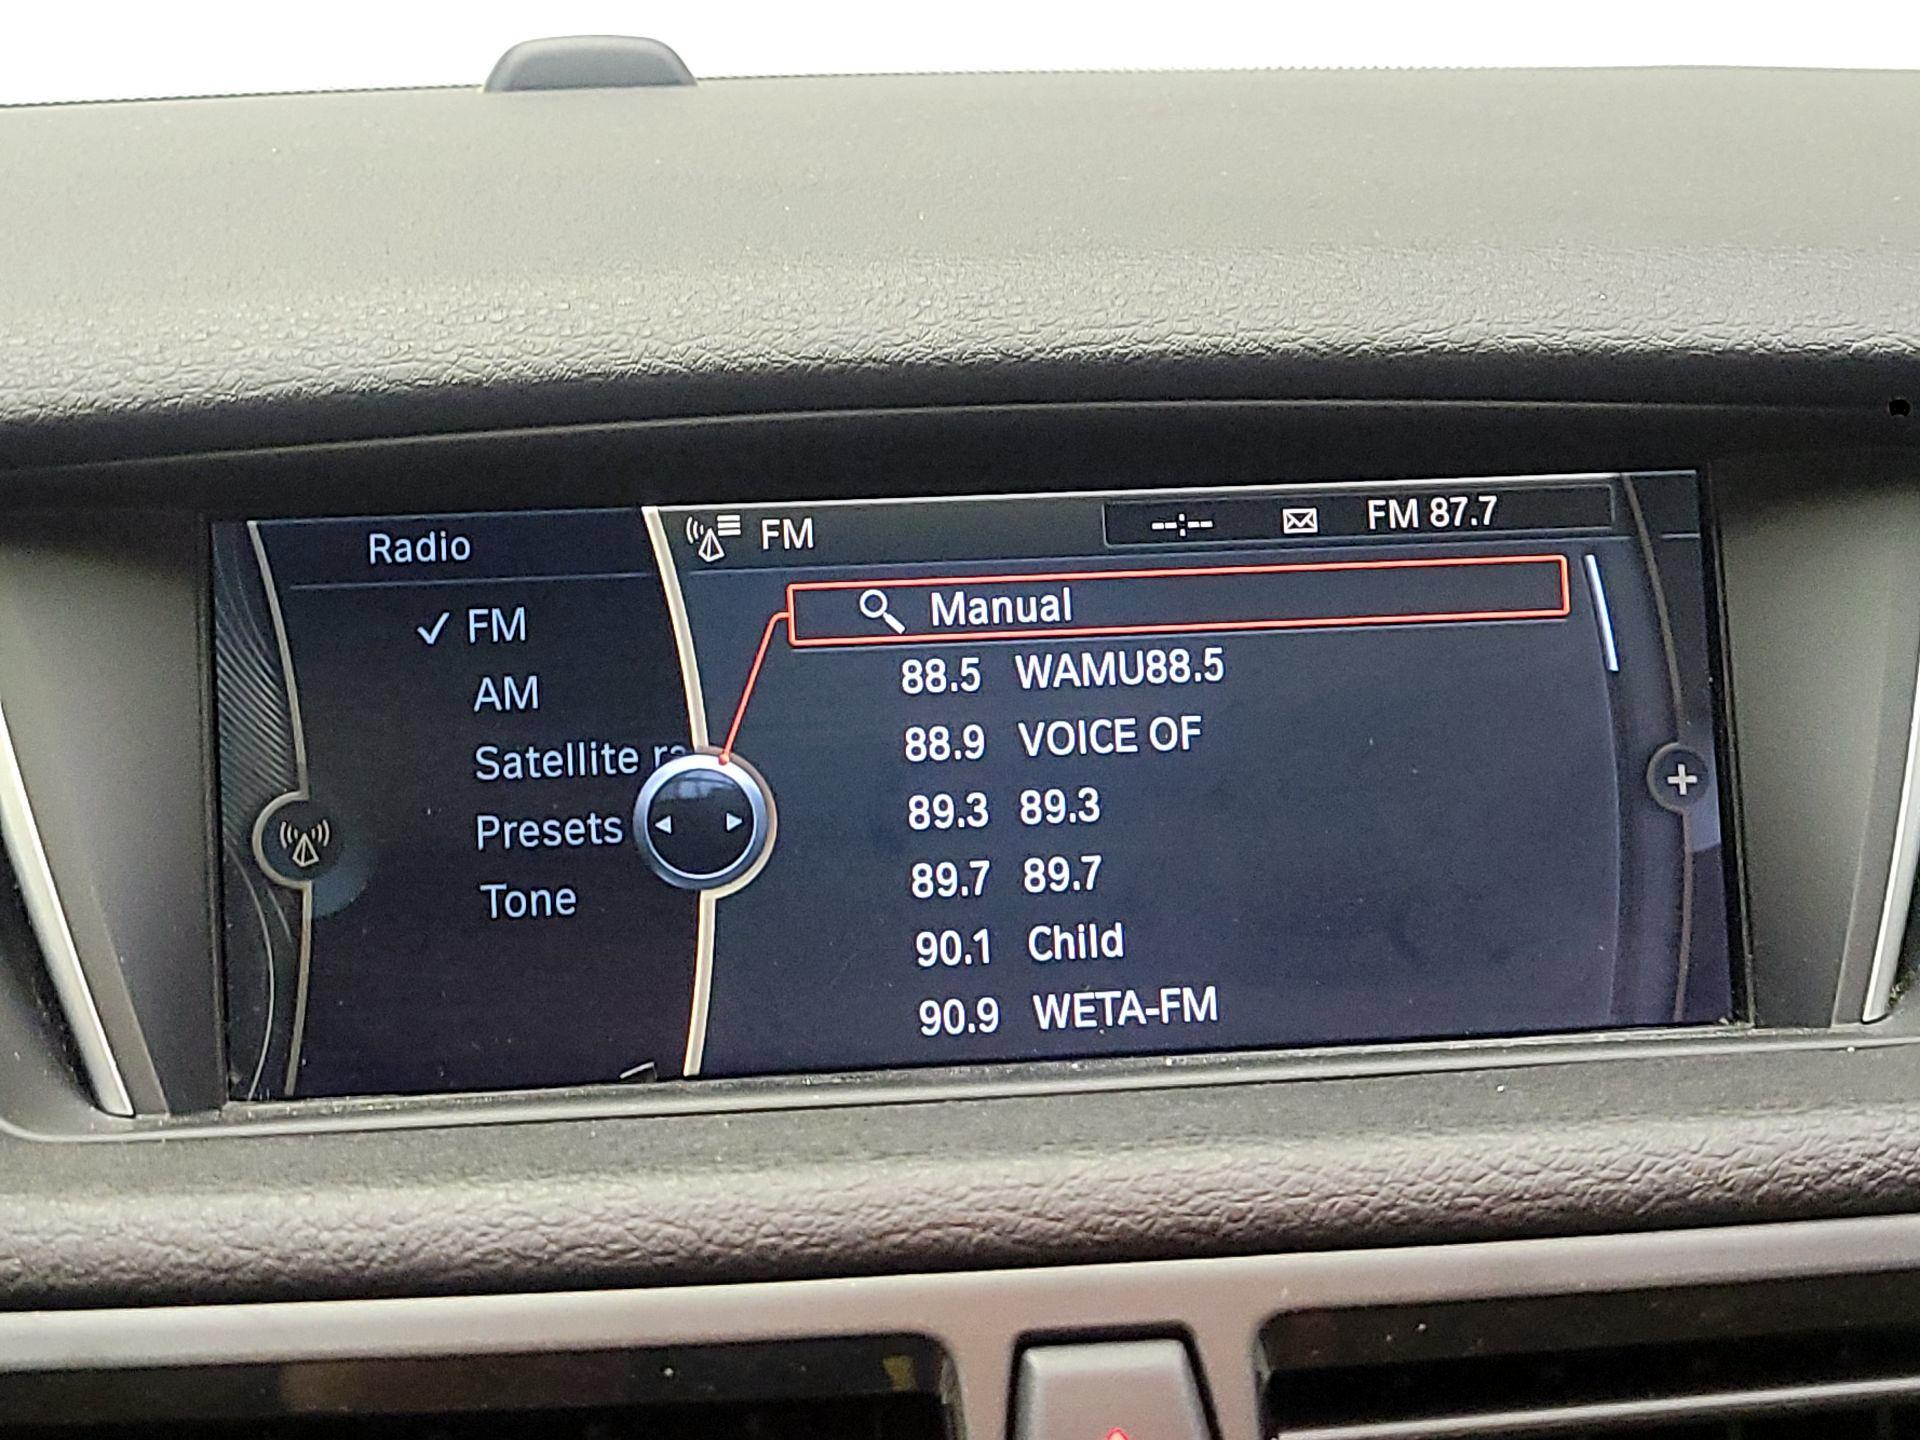 Radio
FM
AM
Satellite
Presets
Tone
FM
--:-- FM 87.7
Manual
88.5 WAMU88.5
88.9 VOICE OF
89.3 89.3
89.7 89.7
90.1 Child
90.9 WETA-FM